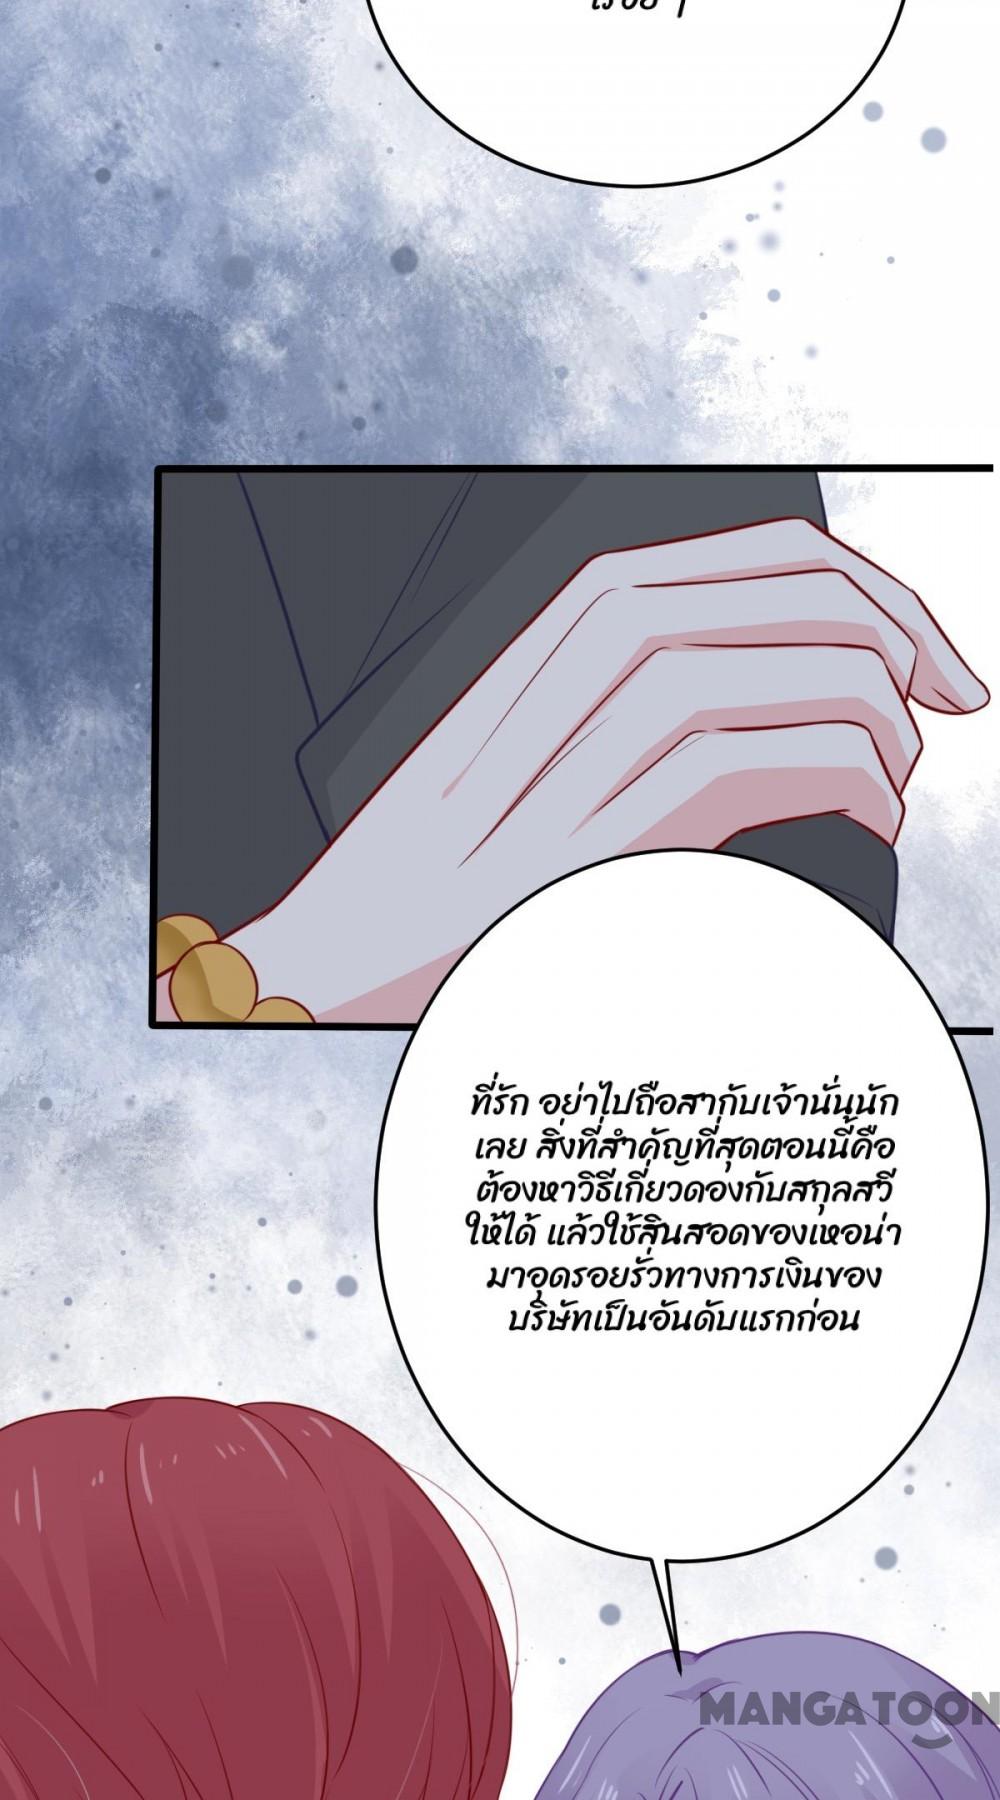 เรื่อย ๆ
ที่รัก อย่าไปถือสากับเจ้านั่นนัก
เลย สิ่งที่สำคัญที่สุดตอนนี้คือ
ต้องหาวิธีเกี่ยวดองกับสกุลสวี
ให้ได้ แล้วใช้สินสอดของเหอน่า
มาอุดรอยรั่วทางการเงินของ
บริษัทเป็นอันดับแรกก่อน
MANGATOON